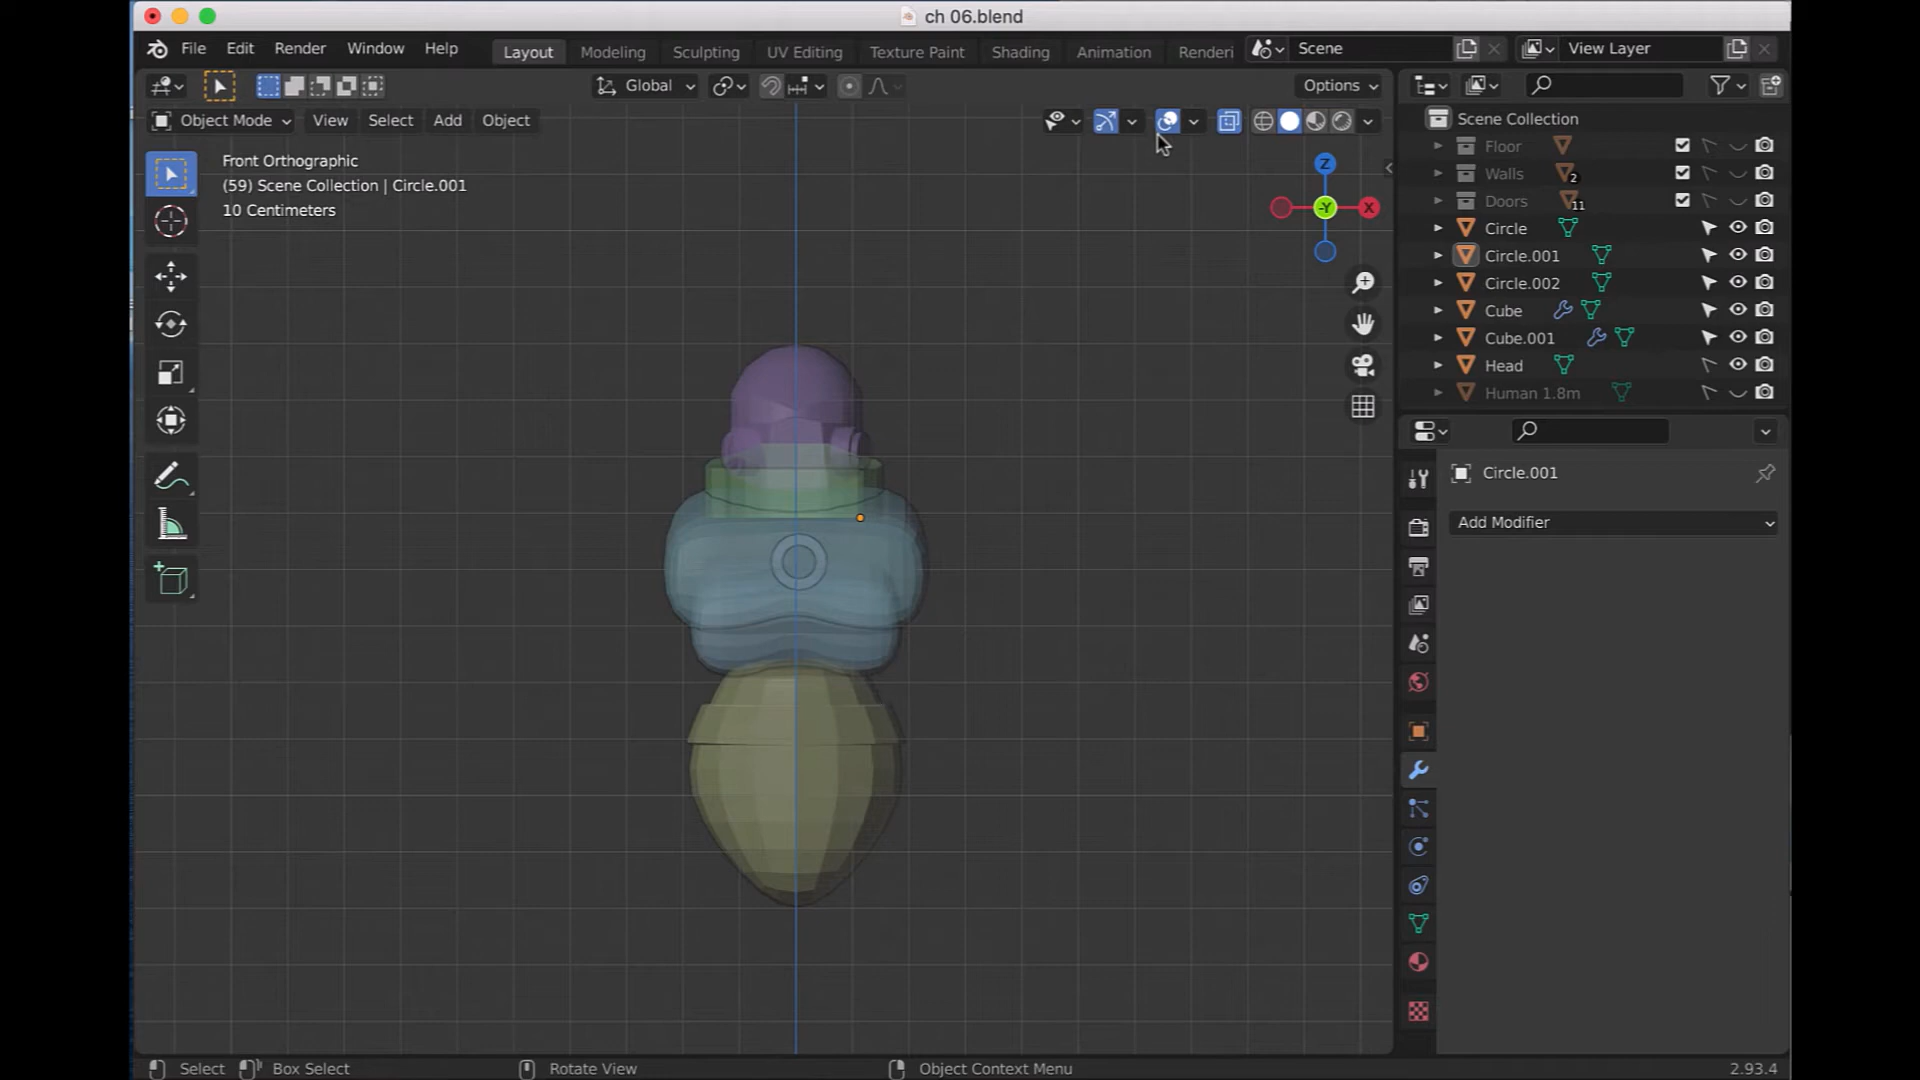 ch 06.blend
File Edit Render Window Help Layout Modeling Sculpting UV Editing Texture Paint Shading Animation Renderi Scene View Layer
Global Options
Object Mode View Select Add Object
Front Orthographic
(59) Scene Collection | Circle.001
10 Centimeters
Z
-Y
X
Scene Collection
Floor
Walls 2
Doors 11
Circle
Circle.001
Circle.002
Cube
Cube.001
Head
Human 1.8m
Circle.001
Add Modifier
Select Box Select Rotate View Object Context Menu 2.93.4